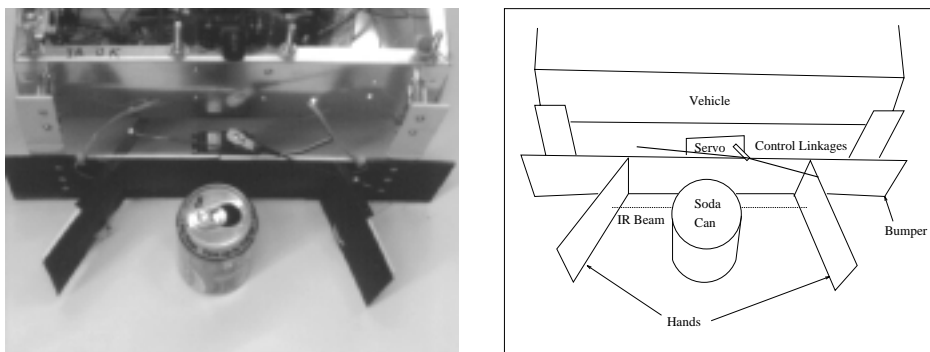 Vehicle
Servo
Control Linkages
Soda
Can
IR Beam
Bumper
Hands